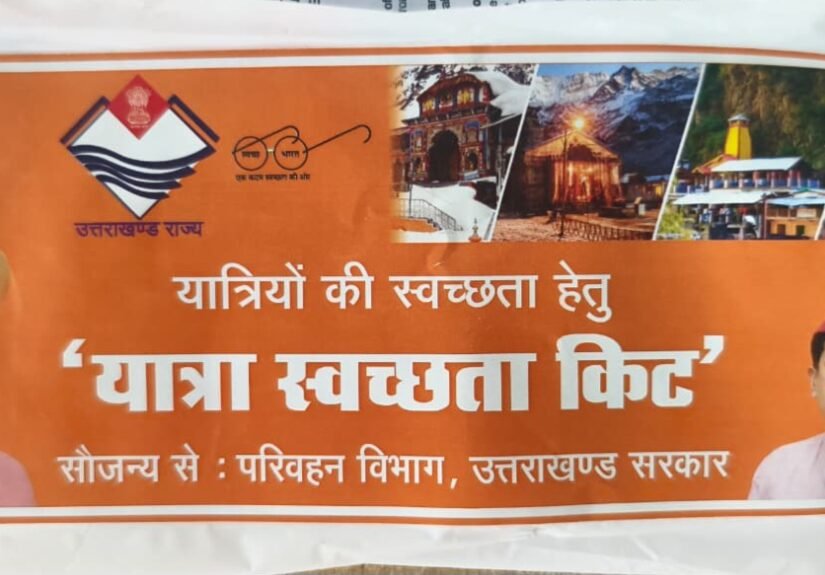 स्वच्छ भारत
एक कदम स्वच्छता की ओर
उत्तराखण्ड राज्य
यात्रियों की स्वच्छता हेतु
‘यात्रा स्वच्छता किट’
सौजन्य से : परिवहन विभाग, उत्तराखण्ड सरकार